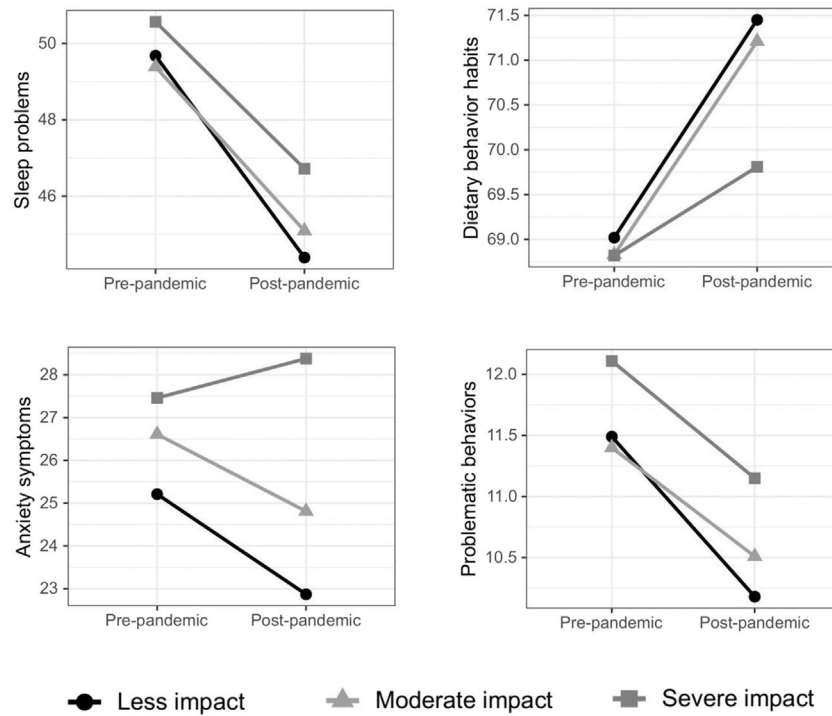 Sleep problems
50
48
46
Pre-pandemic Post-pandemic
Dietary behavior habits
71.5
71.0
70.5
70.0
69.5
69.0
Pre-pandemic Post-pandemic
Anxiety symptoms
28
27
26
25
24
23
Pre-pandemic Post-pandemic
Problematic behaviors
12.0
11.5
11.0
10.5
Pre-pandemic Post-pandemic
Less impact Moderate impact Severe impact